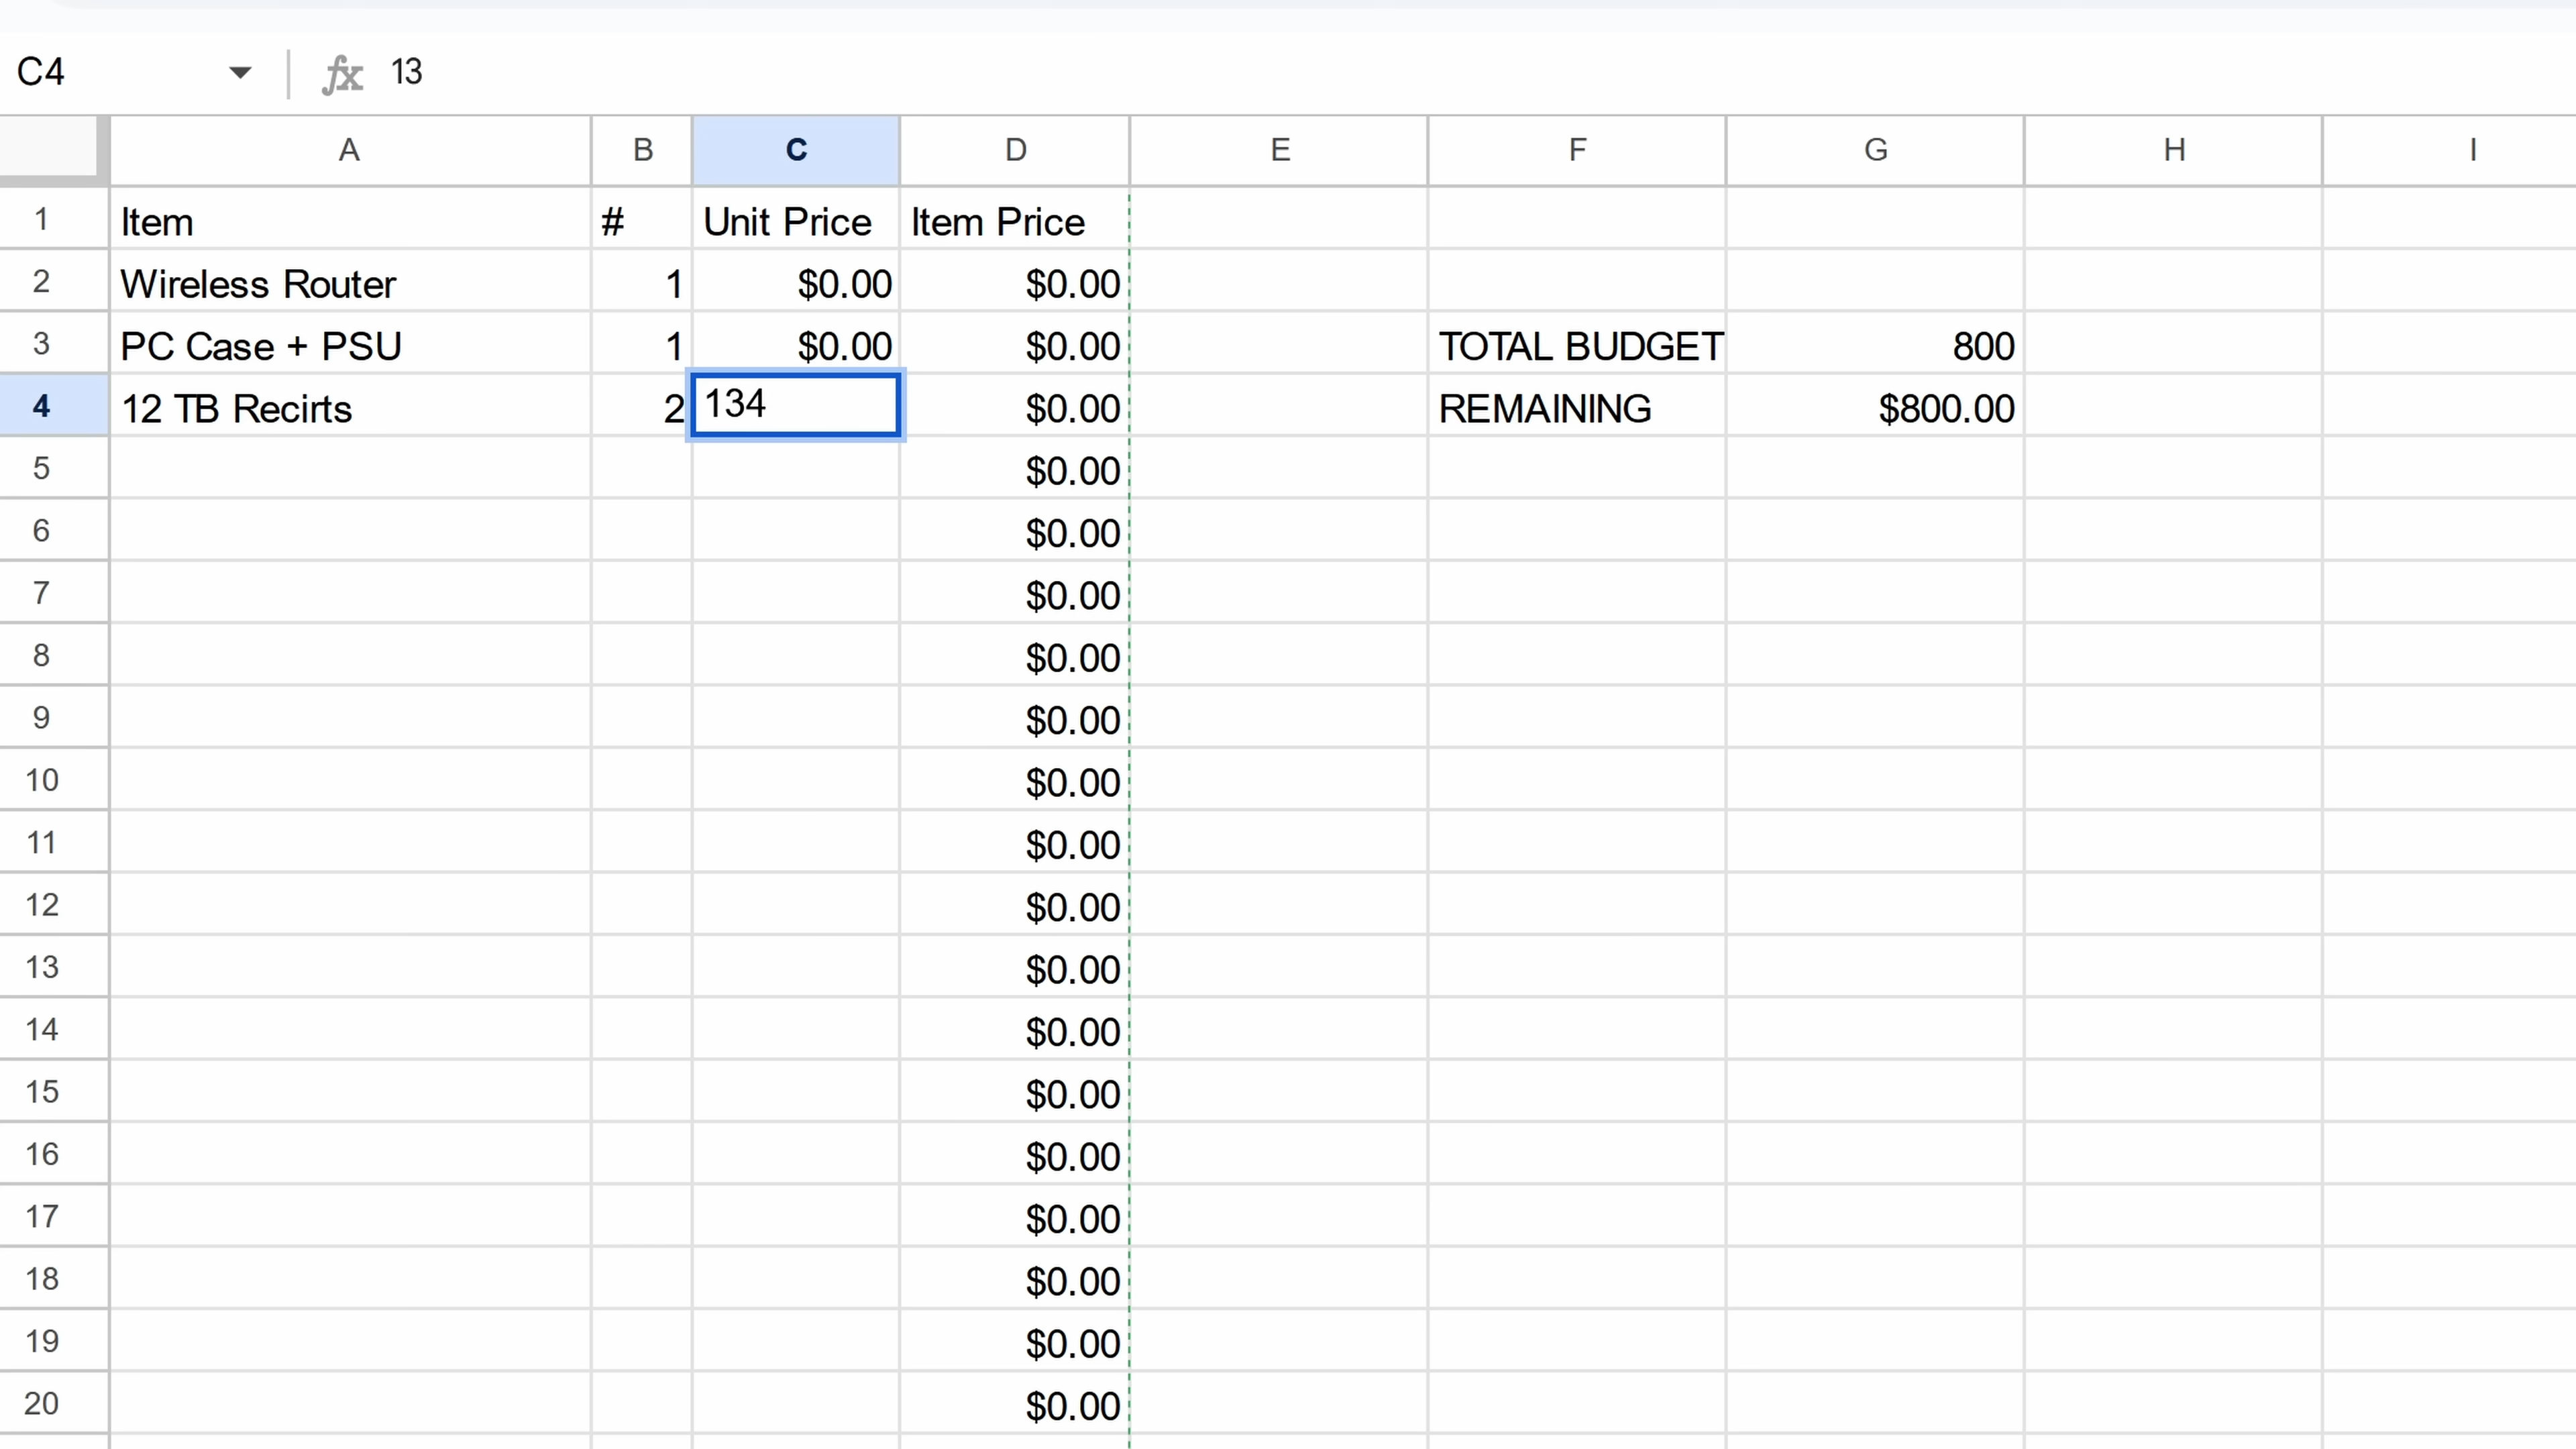 C4 fx 13
A B C D E F G H I
1 Item # Unit Price Item Price
2 Wireless Router 1 $0.00 $0.00
3 PC Case + PSU 1 $0.00 $0.00 TOTAL BUDGET 800
4 12 TB Recirts 2 134 $0.00 REMAINING $800.00
5 $0.00
6 $0.00
7 $0.00
8 $0.00
9 $0.00
10 $0.00
11 $0.00
12 $0.00
13 $0.00
14 $0.00
15 $0.00
16 $0.00
17 $0.00
18 $0.00
19 $0.00
20 $0.00